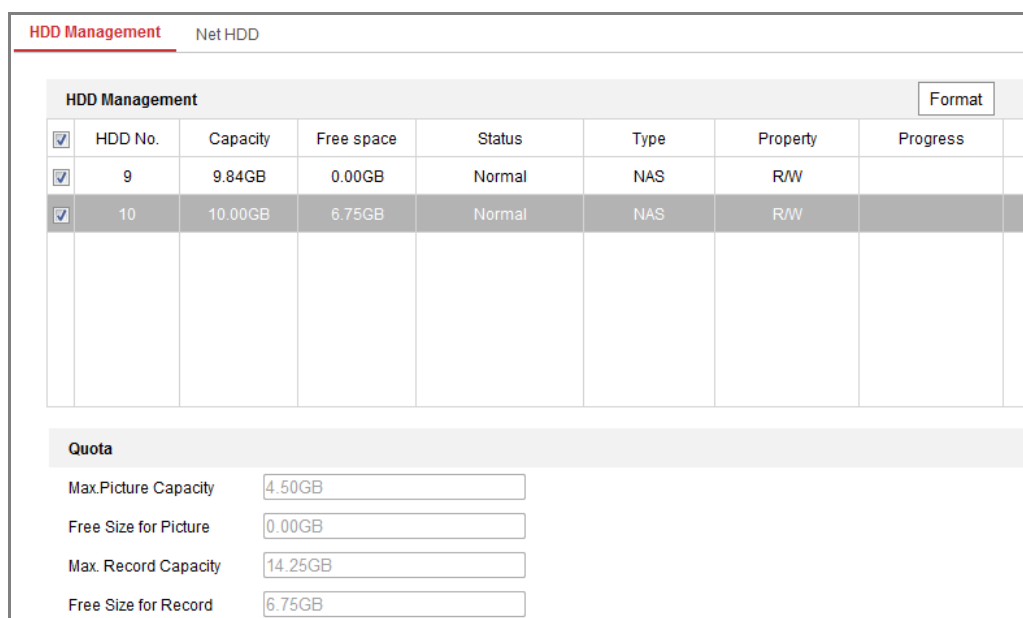 HDD Management Net HDD
HDD Management Format
HDD No. Capacity Free space Status Type Property Progress
9 9.84GB 0.00GB Normal NAS R/W
10 10.00GB 6.75GB Normal NAS R/W
Quota
Max.Picture Capacity 4.50GB
Free Size for Picture 0.00GB
Max. Record Capacity 14.25GB
Free Size for Record 6.75GB